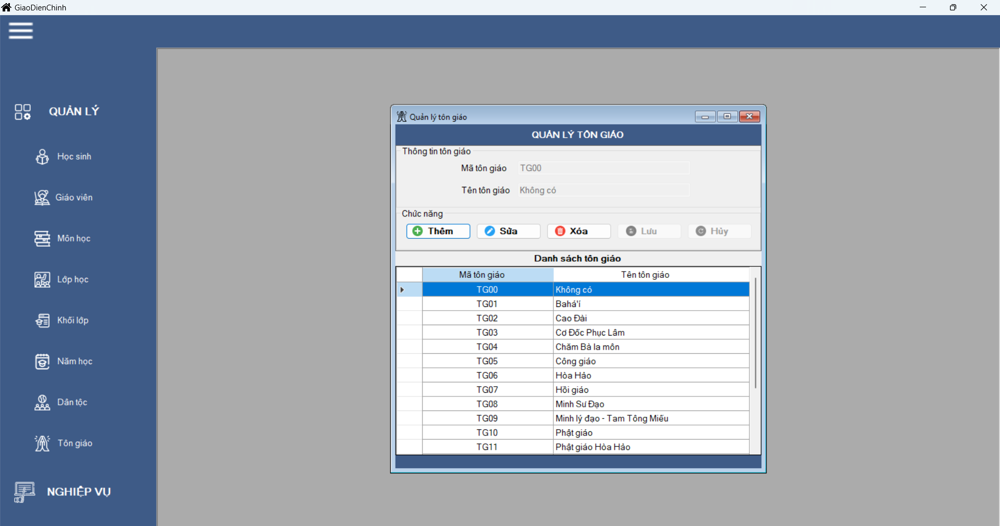 GiaoDienChinh
QUẢN LÝ
Học sinh
Giáo viên
Môn học
Lớp học
Khối lớp
Năm học
Dân tộc
Tôn giáo
NGHIỆP VỤ
Quản lý tôn giáo
QUẢN LÝ TÔN GIÁO
Thông tin tôn giáo
Mã tôn giáo TG00
Tên tôn giáo Không có
Chức năng
Thêm Sửa Xóa Lưu Hủy
Danh sách tôn giáo
Mã tôn giáo Tên tôn giáo
TG00 Không có
TG01 Bahá'í
TG02 Cao Đài
TG03 Cơ Đốc Phục Lâm
TG04 Chăm Bà la môn
TG05 Công giáo
TG06 Hòa Hảo
TG07 Hồi giáo
TG08 Minh Sư Đạo
TG09 Minh lý đạo - Tam Tông Miếu
TG10 Phật giáo
TG11 Phật giáo Hòa Hảo